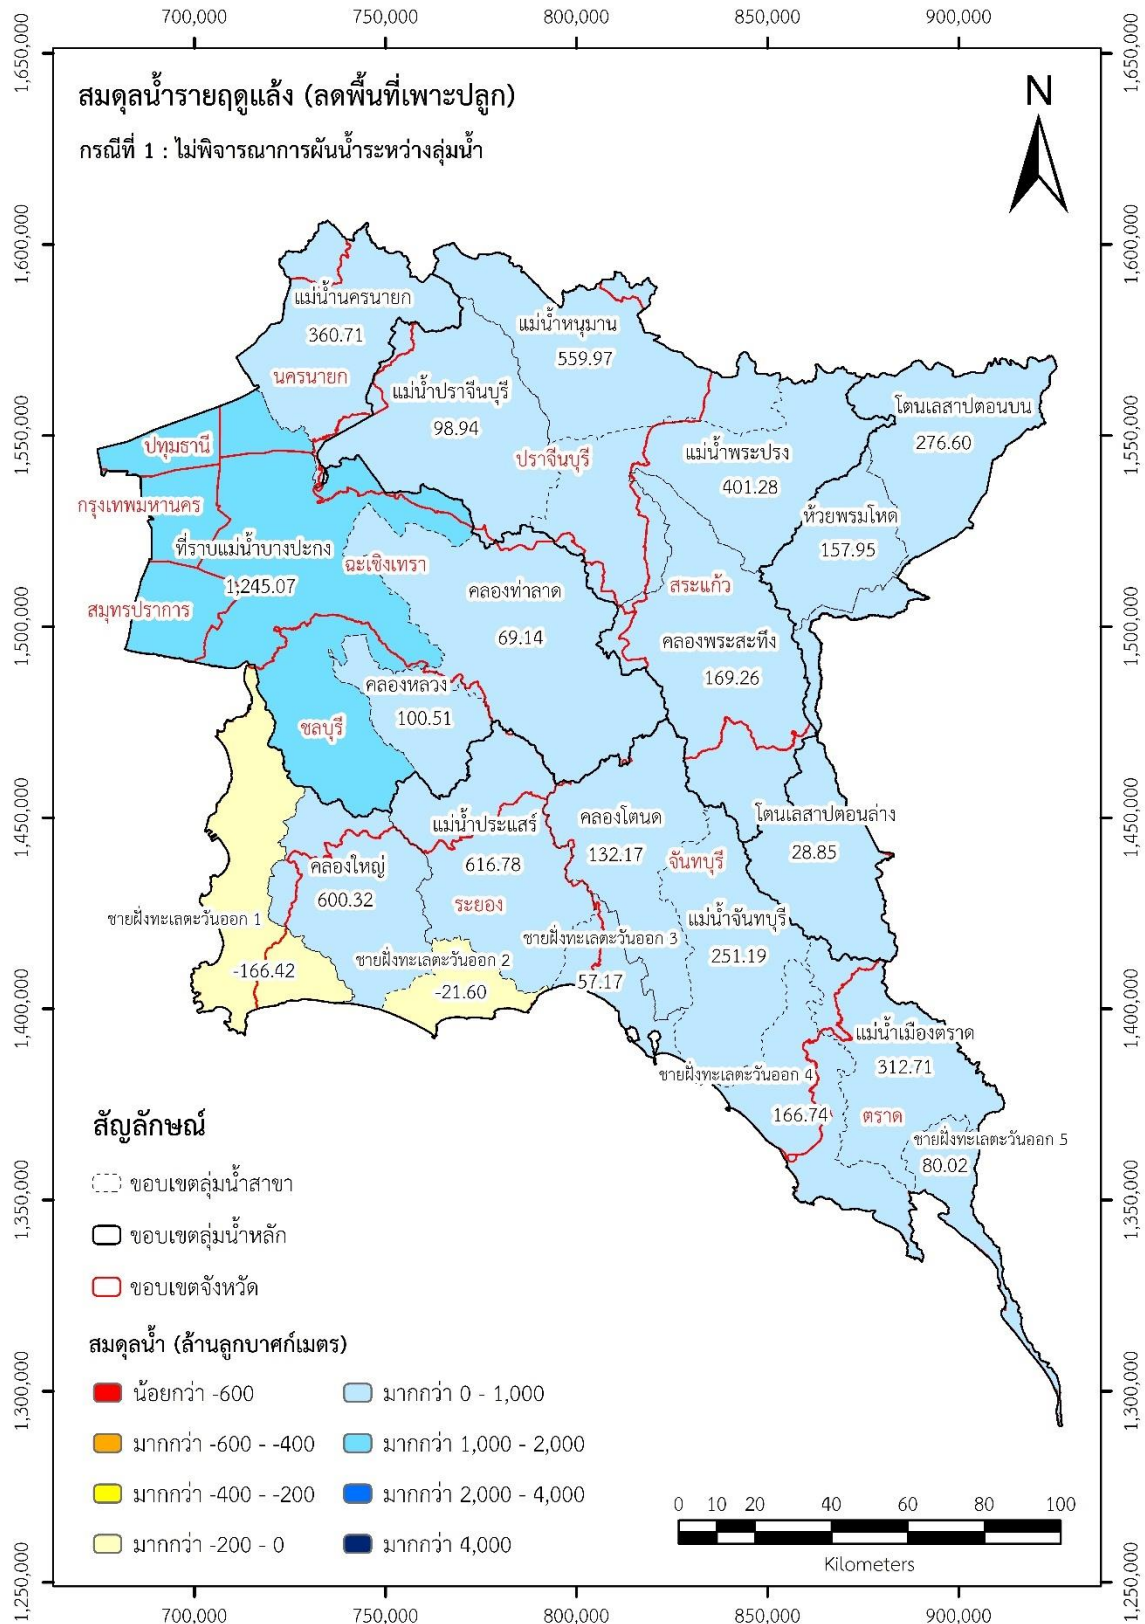 700,000 750,000 800,000 850,000 900,000
1,650,000
1,650,000
สมดุลน้ำรายฤดูแล้ง (ลดพื้นที่เพาะปลูก)
กรณีที่ 1 : ไม่พิจารณาการผันน้ำระหว่างลุ่มน้ำ
N
1,600,000
1,600,000
แม่น้ำนครนายก
360.71
นครนายก
แม่น้ำหนุมาน
559.97
แม่น้ำปราจีนบุรี
98.94
ปราจีนบุรี
โตนเลสาปตอนบน
276.60
1,550,000
1,550,000
ปทุมธานี
แม่น้ำพระปรง
401.28
กรุงเทพมหานคร
ห้วยพรมโหด
157.95
ที่ราบแม่น้ำบางปะกง
1,245.07
ฉะเชิงเทรา
คลองท่าลาด
69.14
สระแก้ว
สมุทรปราการ
1,500,000
1,500,000
คลองพระสะทึง
169.26
คลองหลวง
100.51
ชลบุรี
1,450,000
1,450,000
แม่น้ำประแสร์
616.78
คลองโตนด
132.17
โตนเลสาปตอนล่าง
28.85
คลองใหญ่
600.32
จันทบุรี
ระยอง
ชายฝั่งทะเลตะวันออก 1
-166.42
แม่น้ำจันทบุรี
251.19
ชายฝั่งทะเลตะวันออก 2
-21.60
ชายฝั่งทะเลตะวันออก 3
57.17
1,400,000
1,400,000
แม่น้ำเมืองตราด
312.71
ชายฝั่งทะเลตะวันออก 4
166.74
ตราด
ชายฝั่งทะเลตะวันออก 5
80.02
1,350,000
1,350,000
สัญลักษณ์
ขอบเขตลุ่มน้ำสาขา
ขอบเขตลุ่มน้ำหลัก
ขอบเขตจังหวัด
สมดุลน้ำ (ล้านลูกบาศก์เมตร)
1,300,000
1,300,000
น้อยกว่า -600
มากกว่า -600 - -400
มากกว่า -400 - -200
มากกว่า -200 - 0
มากกว่า 0 - 1,000
มากกว่า 1,000 - 2,000
มากกว่า 2,000 - 4,000
มากกว่า 4,000
0 10 20 40 60 80 100
Kilometers
1,250,000
1,250,000
700,000 750,000 800,000 850,000 900,000